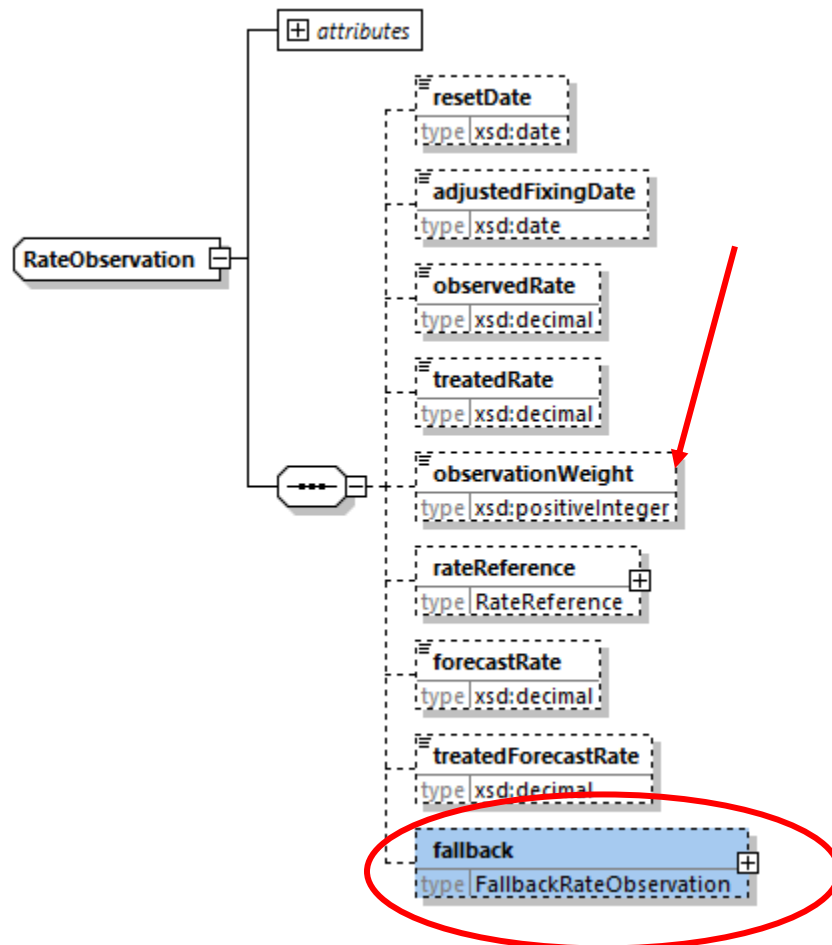 attributes
resetDate
type xsd:date
adjustedFixingDate
type xsd:date
RateObservation
observedRate
type xsd:decimal
treatedRate
type xsd:decimal
observationWeight
type xsd:positiveInteger
rateReference
type RateReference
forecastRate
type xsd:decimal
treatedForecastRate
type xsd:decimal
fallback
type FallbackRateObservation